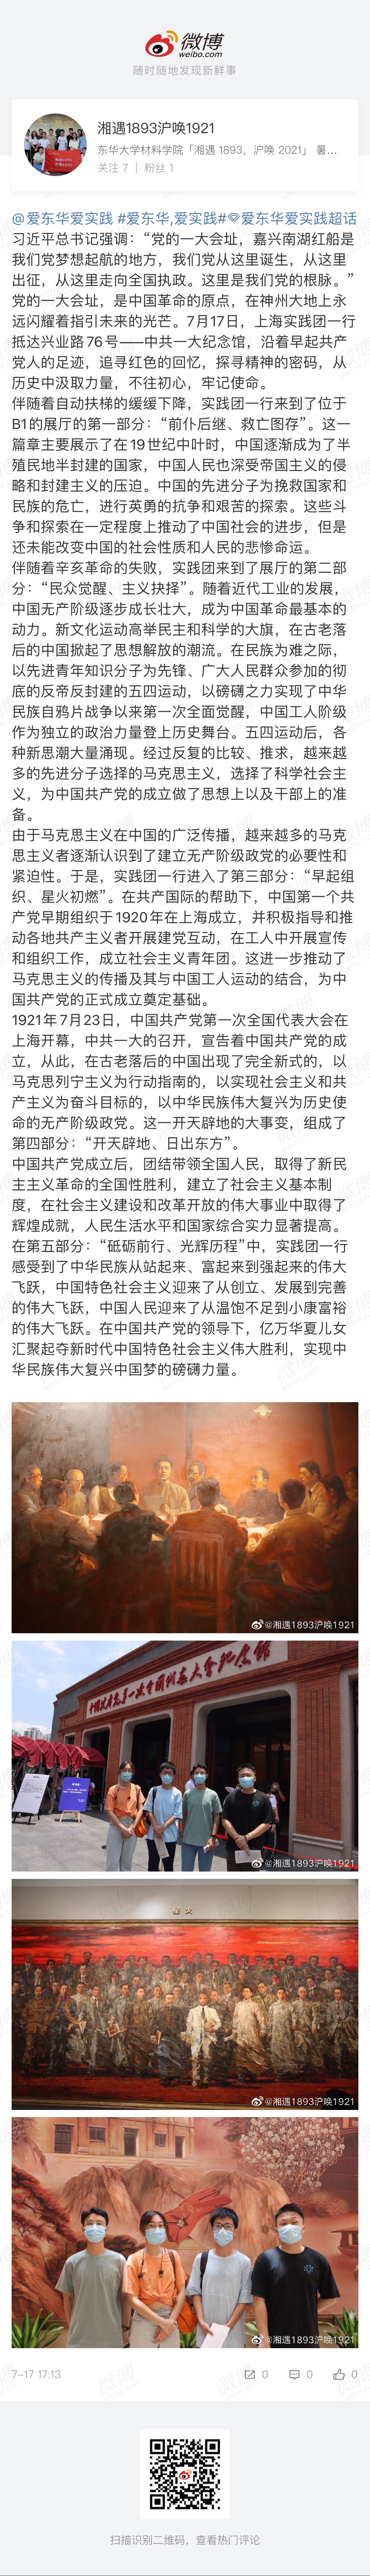 微博
weibo.com
随时随地发现新鲜事
湘遇1893沪唤1921
东华大学材料学院「湘遇 1893，沪唤 2021」 暑...
关注 7 | 粉丝 1
@爱东华爱实践 #爱东华,爱实践#爱东华爱实践超话
习近平总书记强调：“党的一大会址，嘉兴南湖红船是
我们党梦想起航的地方，我们党从这里诞生，从这里
出征，从这里走向全国执政。这里是我们党的根脉。”
党的一大会址，是中国革命的原点，在神州大地上永
远闪耀着指引未来的光芒。7月17日，上海实践团一行
抵达兴业路76号——中共一大纪念馆，沿着早起共产
党人的足迹，追寻红色的回忆，探寻精神的密码，从
历史中汲取力量，不往初心，牢记使命。
伴随着自动扶梯的缓缓下降，实践团一行来到了位于
B1的展厅的第一部分：“前仆后继、救亡图存”。这一
篇章主要展示了在19世纪中叶时，中国逐渐成为了半
殖民地半封建的国家，中国人民也深受帝国主义的侵
略和封建主义的压迫。中国的先进分子为挽救国家和
民族的危亡，进行英勇的抗争和艰苦的探索。这些斗
争和探索在一定程度上推动了中国社会的进步，但是
还未能改变中国的社会性质和人民的悲惨命运。
伴随着辛亥革命的失败，实践团来到了展厅的第二部
分：“民众觉醒、主义抉择”。随着近代工业的发展，
中国无产阶级逐步成长壮大，成为中国革命最基本的
动力。新文化运动高举民主和科学的大旗，在古老落
后的中国掀起了思想解放的潮流。在民族为难之际，
以先进青年知识分子为先锋、广大人民群众参加的彻
底的反帝反封建的五四运动，以磅礴之力实现了中华
民族自鸦片战争以来第一次全面觉醒，中国工人阶级
作为独立的政治力量登上历史舞台。五四运动后，各
种新思潮大量涌现。经过反复的比较、推求，越来越
多的先进分子选择的马克思主义，选择了科学社会主
义，为中国共产党的成立做了思想上以及干部上的准
备。
由于马克思主义在中国的广泛传播，越来越多的马克
思主义者逐渐认识到了建立无产阶级政党的必要性和
紧迫性。于是，实践团一行进入了第三部分：“早起组
织、星火初燃”。在共产国际的帮助下，中国第一个共
产党早期组织于1920年在上海成立，并积极指导和推
动各地共产主义者开展建党互动，在工人中开展宣传
和组织工作，成立社会主义青年团。这进一步推动了
马克思主义的传播及其与中国工人运动的结合，为中
国共产党的正式成立奠定基础。
1921年7月23日，中国共产党第一次全国代表大会在
上海开幕，中共一大的召开，宣告着中国共产党的成
立，从此，在古老落后的中国出现了完全新式的，以
马克思列宁主义为行动指南的，以实现社会主义和共
产主义为奋斗目标的，以中华民族伟大复兴为历史使
命的无产阶级政党。这一开天辟地的大事变，组成了
第四部分：“开天辟地、日出东方”。
中国共产党成立后，团结带领全国人民，取得了新民
主主义革命的全国性胜利，建立了社会主义基本制
度，在社会主义建设和改革开放的伟大事业中取得了
辉煌成就，人民生活水平和国家综合实力显著提高。
在第五部分：“砥砺前行、光辉历程”中，实践团一行
感受到了中华民族从站起来、富起来到强起来的伟大
飞跃，中国特色社会主义迎来了从创立、发展到完善
的伟大飞跃，中国人民迎来了从温饱不足到小康富裕
的伟大飞跃。在中国共产党的领导下，亿万华夏儿女
汇聚起夺新时代中国特色社会主义伟大胜利，实现中
华民族伟大复兴中国梦的磅礴力量。
@湘遇1893沪唤1921
中国共产党第一次全国代表大会纪念馆
@湘遇1893沪唤1921
@湘遇1893沪唤1921
@湘遇1893沪唤1921
7-17 17:13
0 0 0
扫描识别二维码，查看热门评论